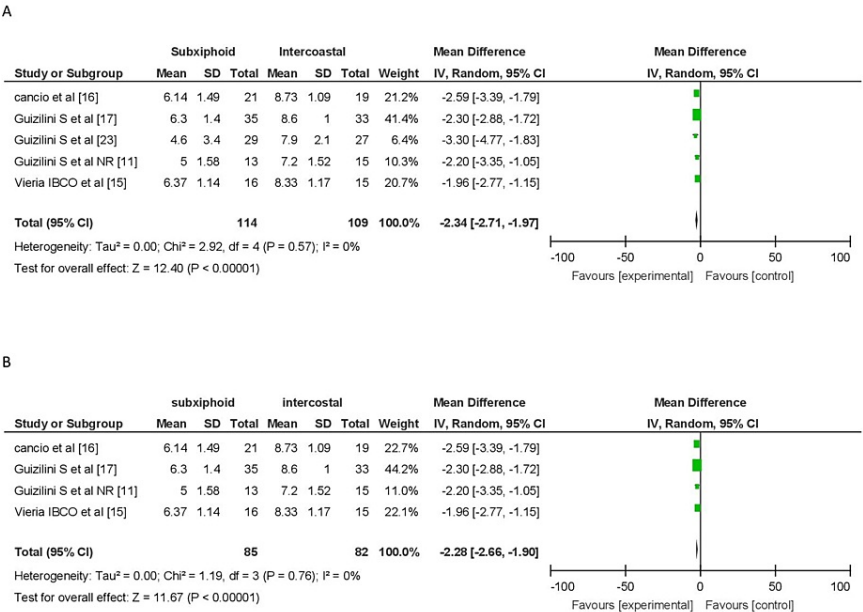 A
Subxiphoid Intercoastal Mean Difference Mean Difference
Study or Subgroup Mean SD Total Mean SD Total Weight IV, Random, 95% CI IV, Random, 95% CI
cancio et al [16] 6.14 1.49 21 8.73 1.09 19 21.2% -2.59 [-3.39, -1.79]
Guizilini S et al [17] 6.3 1.4 35 8.6 1 33 41.4% -2.30 [-2.88, -1.72]
Guizilini S et al [23] 4.6 3.4 29 7.9 2.1 27 6.4% -3.30 [-4.77, -1.83]
Guizilini S et al NR [11] 5 1.58 13 7.2 1.52 15 10.3% -2.20 [-3.35, -1.05]
Vieria IBCO et al [15] 6.37 1.14 16 8.33 1.17 15 20.7% -1.96 [-2.77, -1.15]
Total (95% CI) 114 109 100.0% -2.34 [-2.71, -1.97]
Heterogeneity: Tau² = 0.00; Chi² = 2.92, df = 4 (P = 0.57); I² = 0%
Test for overall effect: Z = 12.40 (P < 0.00001)
-100 -50 0 50 100
Favours [experimental] Favours [control]
B
subxiphoid intercostal Mean Difference Mean Difference
Study or Subgroup Mean SD Total Mean SD Total Weight IV, Random, 95% CI IV, Random, 95% CI
cancio et al [16] 6.14 1.49 21 8.73 1.09 19 22.7% -2.59 [-3.39, -1.79]
Guizilini S et al [17] 6.3 1.4 35 8.6 1 33 44.2% -2.30 [-2.88, -1.72]
Guizilini S et al NR [11] 5 1.58 13 7.2 1.52 15 11.0% -2.20 [-3.35, -1.05]
Vieria IBCO et al [15] 6.37 1.14 16 8.33 1.17 15 22.1% -1.96 [-2.77, -1.15]
Total (95% CI) 85 82 100.0% -2.28 [-2.66, -1.90]
Heterogeneity: Tau² = 0.00; Chi² = 1.19, df = 3 (P = 0.76); I² = 0%
Test for overall effect: Z = 11.67 (P < 0.00001)
-100 -50 0 50 100
Favours [experimental] Favours [control]